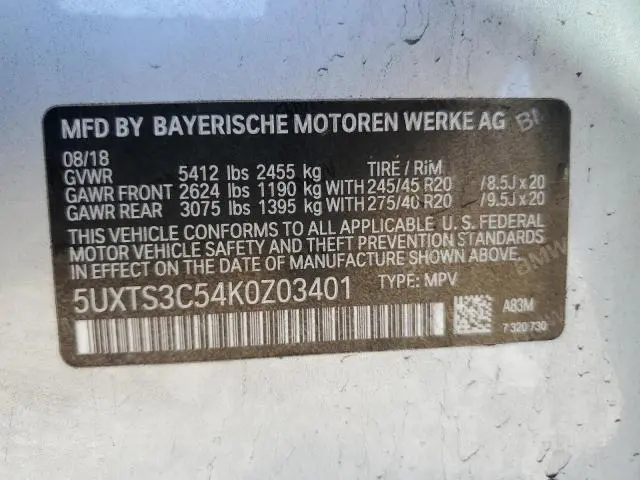 MFD BY BAYERISCHE MOTOREN WERKE AG
08/18
GVWR 5412 lbs 2455 kg TIRE / RIM
GAWR FRONT 2624 lbs 1190 kg WITH 245/45 R20 /8.5J x 20
GAWR REAR 3075 lbs 1395 kg WITH 275/40 R20 /9.5J x 20
THIS VEHICLE CONFORMS TO ALL APPLICABLE U. S. FEDERAL
MOTOR VEHICLE SAFETY AND THEFT PREVENTION STANDARDS
IN EFFECT ON THE DATE OF MANUFACTURE SHOWN ABOVE.
5UXTS3C54K0Z03401 TYPE: MPV
A83M
7 320 730